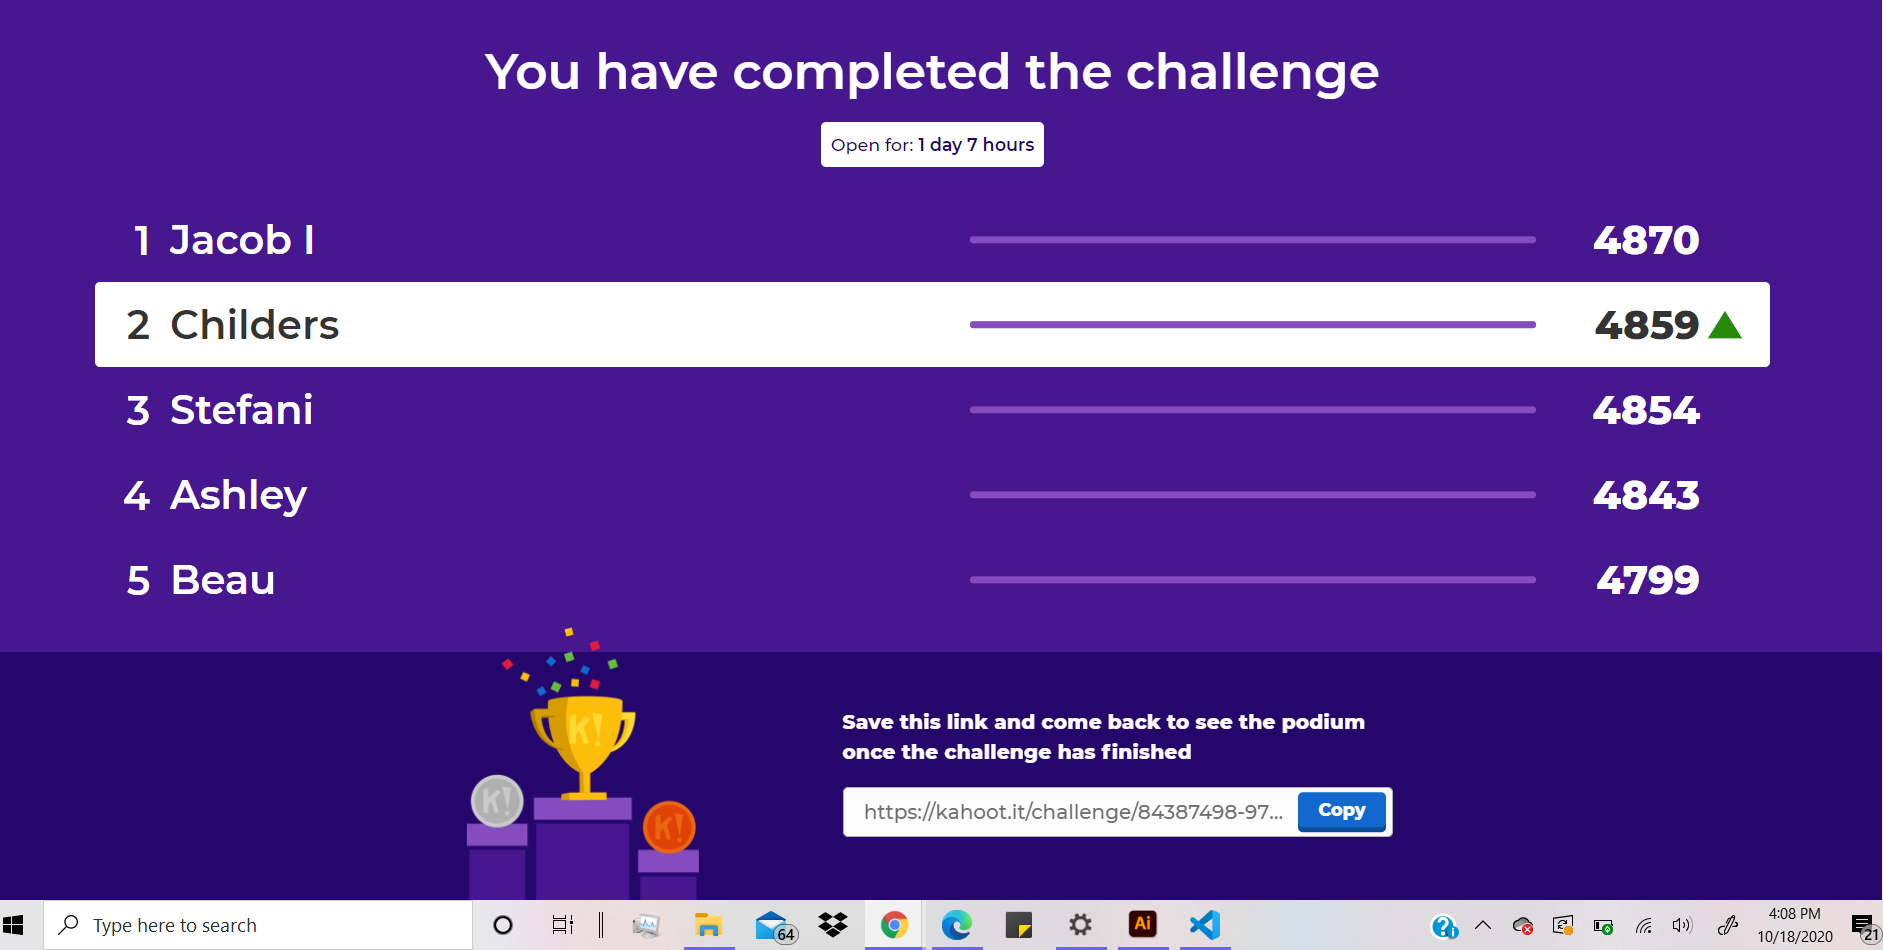 You have completed the challenge
Open for: 1 day 7 hours
1 Jacob I 4870
2 Childers 4859
3 Stefani 4854
4 Ashley 4843
5 Beau 4799
K!
K!
K!
Save this link and come back to see the podium
once the challenge has finished
https://kahoot.it/challenge/84387498-97...
Copy
Type here to search
64
Ai
4:08 PM
10/18/2020
21